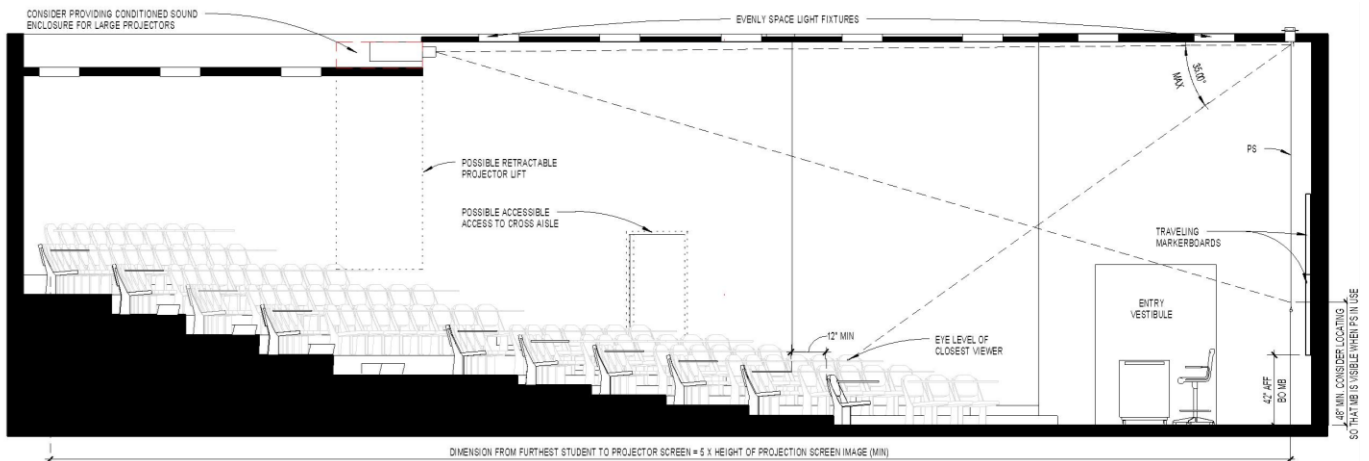 CONSIDER PROVIDING CONDITIONED SOUND
ENCLOSURE FOR LARGE PROJECTORS
EVENLY SPACE LIGHT FIXTURES
35.00°
MAX
PS
POSSIBLE RETRACTABLE
PROJECTOR LIFT
POSSIBLE ACCESSIBLE
ACCESS TO CROSS AISLE
TRAVELING
MARKERBOARDS
ENTRY
VESTIBULE
12" MIN
EYE LEVEL OF
CLOSEST VIEWER
42" AFF
BO MB
48" MIN. CONSIDER LOCATING
SO THAT MB IS VISIBLE WHEN PS IN USE
DIMENSION FROM FURTHEST STUDENT TO PROJECTOR SCREEN = 5 X HEIGHT OF PROJECTION SCREEN IMAGE (MIN)